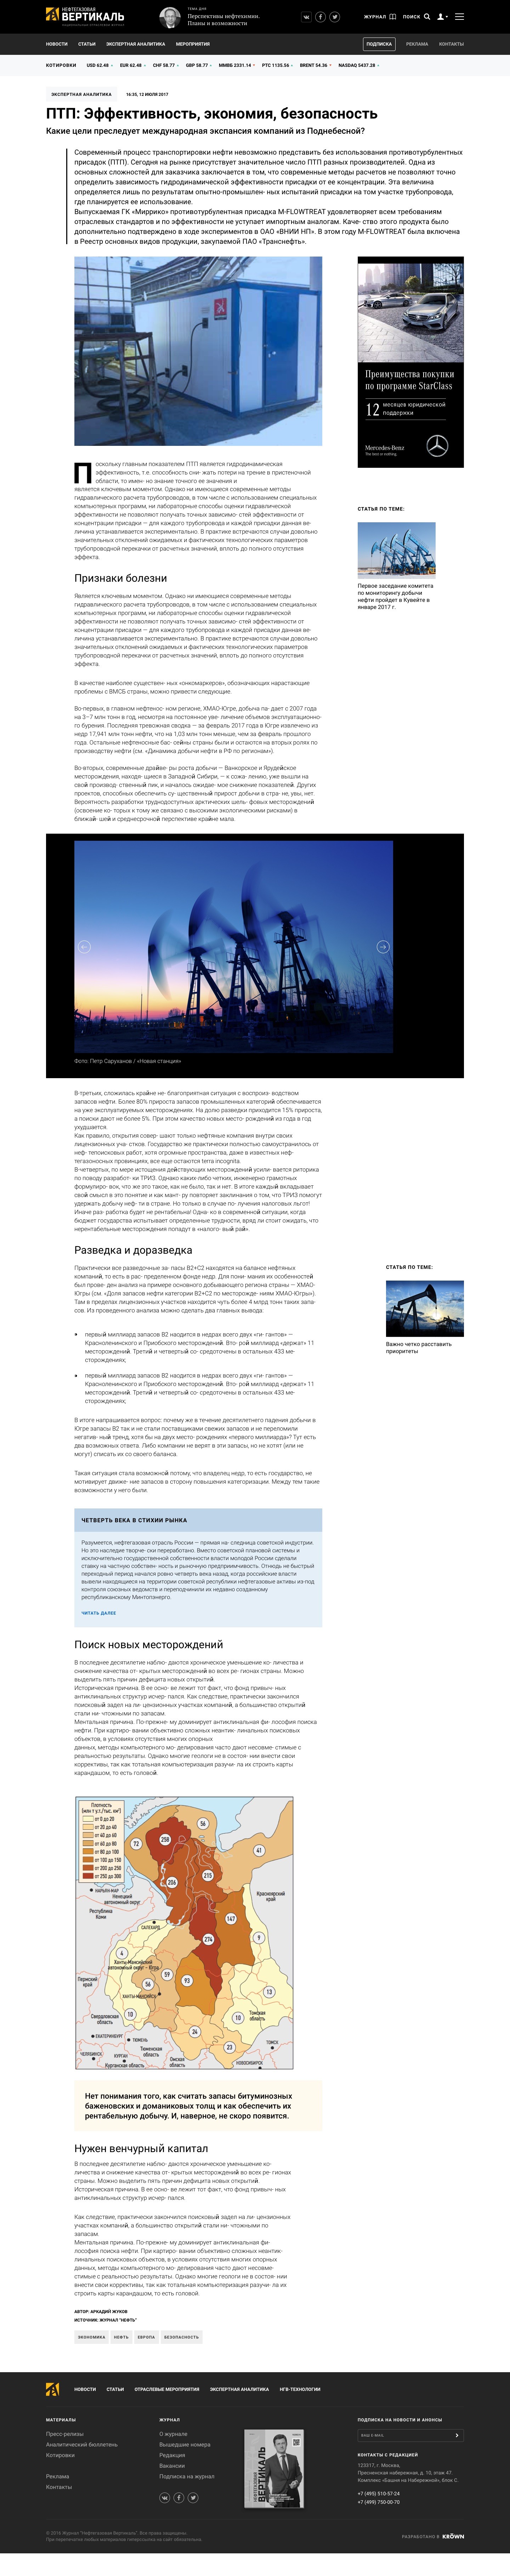 НЕФТЕГАЗОВАЯ
ВЕРТИКАЛЬ
ТЕМА ДНЯ
Перспективы нефтехимии.
Планы и возможности
ЖУРНАЛ
ПОИСК
НОВОСТИ
СТАТЬИ
ЭКСПЕРТНАЯ АНАЛИТИКА
МЕРОПРИЯТИЯ
ПОДПИСКА
РЕКЛАМА
КОНТАКТЫ
КОТИРОВКИ
USD 62.48
EUR 62.48
CHF 58.77
GBP 58.77
ММВБ 2331.14
РТС 1135.56
BRENT 54.36
NASDAQ 5437.28
ЭКСПЕРТНАЯ АНАЛИТИКА
16:35, 12 ИЮЛЯ 2017
ПТП: Эффективность, экономия, безопасность
Какие цели преследует международная экспансия компаний из Поднебесной?
Современный процесс транспортировки нефти невозможно представить без использования противотурбулентных
присадок (ПТП). Сегодня на рынке присутствует значительное число ПТП разных производителей. Одна из
основных сложностей для заказчика заключается в том, что современные методы расчетов не позволяют точно
определить зависимость гидродинамической эффективности присадки от ее концентрации. Эта величина
определяется лишь по результатам опытно-промышлен- ных испытаний присадки на том участке трубопровода,
где планируется ее использование.
Выпускаемая ГК «Миррико» противотурбулентная присадка M-FLOWTREAT удовлетворяет всем требованиям
отраслевых стандартов и по эффективности не уступает импортным аналогам. Каче- ство этого продукта было
дополнительно подтверждено в ходе экспериментов в ОАО «ВНИИ НП». В этом году M-FLOWTREAT была включена
в Реестр основных видов продукции, закупаемой ПАО «Транснефть».
Преимущества покупки
по программе StarClass
12 месяцев юридической
поддержки
Mercedes-Benz
The best or nothing.
Поскольку главным показателем ПТП является гидродинамическая
эффективность, т.е. способность сни- жать потери на трение в пристеночной
области, то имен- но знание точного ее значения и
является ключевым моментом. Однако ни имеющиеся современные методы
гидравлического расчета трубопроводов, в том числе с использованием специальных
компьютерных программ, ни лабораторные способы оценки гидравлической
эффективности не позволяют получить точных зависимо- стей эффективности от
концентрации присадки — для каждого трубопровода и каждой присадки данная ве-
личина устанавливается экспериментально. В практике встречаются случаи довольно
значительных отклонений ожидаемых и фактических технологических параметров
трубопроводной перекачки от расчетных значений, вплоть до полного отсутствия
эффекта.
СТАТЬЯ ПО ТЕМЕ:
Первое заседание комитета
по мониторингу добычи
нефти пройдет в Кувейте в
январе 2017 г.
Признаки болезни
Является ключевым моментом. Однако ни имеющиеся современные методы
гидравлического расчета трубопроводов, в том числе с использованием специальных
компьютерных программ, ни лабораторные способы оценки гидравлической
эффективности не позволяют получить точных зависимо- стей эффективности от
концентрации присадки — для каждого трубопровода и каждой присадки данная ве-
личина устанавливается экспериментально. В практике встречаются случаи довольно
значительных отклонений ожидаемых и фактических технологических параметров
трубопроводной перекачки от расчетных значений, вплоть до полного отсутствия
эффекта.
В качестве наиболее существен- ных «онкомаркеров», обозначающих нарастающие
проблемы с ВМСБ страны, можно привести следующие:
Во-первых, в главном нефтенос- ном регионе, ХМАО-Югре, добыча па- дает с 2007 года
на 3−7 млн тонн в год, несмотря на постоянное уве- личение объемов эксплуатационно-
го бурения. Последняя тревожная сводка — за февраль 2017 года в Югре извлечено из
недр 17,941 млн тонн нефти, что на 1,03 млн тонн меньше, чем за февраль прошлого
года. Остальные нефтеносные бас- сейны страны были и остаются на вторых ролях по
производству нефти (см. «Динамика добычи нефти в РФ по регионам»).
Во-вторых, современные драйве- ры роста добычи — Ванкорское и Ярудейское
месторождения, находя- щиеся в Западной Сибири, — к сожа- лению, уже вышли на
свой производ- ственный пик, и началось ожидае- мое снижение показателей. Других
проектов, способных обеспечить су- щественный прирост добычи в стра- не, увы, нет.
Вероятность разработки труднодоступных арктических шель- фовых месторождений
(освоение ко- торых к тому же связано с высокими экологическими рисками) в
ближай- шей и среднесрочной перспективе крайне мала.
Фото: Петр Саруханов / «Новая станция»
В-третьих, сложилась крайне не- благоприятная ситуация с воспроиз- водством
запасов нефти. Более 80% прироста запасов промышленных категорий обеспечивается
на уже эксплуатируемых месторождениях. На долю разведки приходится 15% прироста,
а поиски дают не более 5%. При этом качество новых место- рождений из года в год
ухудшается.
Как правило, открытия совер- шают только нефтяные компании внутри своих
лицензионных уча- стков. Государство же практически полностью самоустранилось от
неф- тепоисковых работ, хотя огромные пространства, даже в известных неф-
тегазоносных провинциях, все еще остаются terra incognita.
В-четвертых, по мере истощения действующих месторождений усили- вается риторика
по поводу разработ- ки ТРИЗ. Однако каких-либо четких, инженерно грамотных
формулиро- вок, что же это такое, как не было, так и нет. В итоге каждый вкладывает
свой смысл в это понятие и как мант- ру повторяет заклинания о том, что ТРИЗ помогут
удержать добычу неф- ти в стране. Но только в случае по- лучения налоговых льгот!
Иначе раз- работка будет не рентабельна! Одна- ко в современной ситуации, когда
бюджет государства испытывает определенные трудности, вряд ли стоит ожидать, что
нерентабельные месторождения попадут в «налого- вый рай».
Разведка и доразведка
СТАТЬЯ ПО ТЕМЕ:
Важно четко расставить
приоритеты
Практически все разведочные за- пасы В2+С2 находятся на балансе нефтяных
компаний, то есть в рас- пределенном фонде недр. Для пони- мания их особенностей
был прове- ден анализ на примере основного добывающего региона страны — ХМАО-
Югры (см. «Доля запасов нефти категории В2+С2 по месторожде- ниям ХМАО-Югры»).
Там в пределах лицензионных участков находится чуть более 4 млрд тонн таких запа-
сов. Из проведенного анализа можно сделать два главных вывода:
первый миллиард запасов В2 находится в недрах всего двух «ги- гантов» —
Красноленинского и Приобского месторождений. Вто- рой миллиард «держат» 11
месторождений. Третий и четвертый со- средоточены в остальных 433 ме-
сторождениях;
первый миллиард запасов В2 находится в недрах всего двух «ги- гантов» —
Красноленинского и Приобского месторождений. Вто- рой миллиард «держат» 11
месторождений. Третий и четвертый со- средоточены в остальных 433 ме-
сторождениях;
В итоге напрашивается вопрос: почему же в течение десятилетнего падения добычи в
Югре запасы В2 так и не стали поставщиками свежих запасов и не переломили
негатив- ный тренд, хотя бы на двух место- рождениях «первого миллиарда»? Тут есть
два возможных ответа. Либо компании не верят в эти запасы, но не хотят (или не
могут) списать их со своего баланса.
Такая ситуация стала возможной потому, что владелец недр, то есть государство, не
мотивирует движе- ние запасов в сторону повышения категоризации. Между тем такие
возможности у него были.
ЧЕТВЕРТЬ ВЕКА В СТИХИИ РЫНКА
Разумеется, нефтегазовая отрасль России — прямая на- следница советской индустрии.
Но это наследие творче- ски переработано. Вместо советской плановой системы и
исключительно государственной собственности власти молодой России сделали
ставку на частную собствен- ность и рыночную предприимчивость. Отнюдь не быстрый
переходный период начался ровно четверть века назад, когда российские власти
вывели находящиеся на территории советской республики нефтегазовые активы из-под
контроля союзных ведомств и переподчинили их недавно созданному
республиканскому Минтопэнерго.
ЧИТАТЬ ДАЛЕЕ
Поиск новых месторождений
В последнее десятилетие наблю- даются хроническое уменьшение ко- личества и
снижение качества от- крытых месторождений во всех ре- гионах страны. Можно
выделить пять причин дефицита новых открытий.
Историческая причина. В ее осно- ве лежит тот факт, что фонд привыч- ных
антиклинальных структур исчер- пался. Как следствие, практически закончился
поисковый задел на ли- цензионных участках компаний, а большинство открытий
стали ни- чтожными по запасам.
Ментальная причина. По-прежне- му доминирует антиклинальная фи- лософия поиска
нефти. При картиро- вании объективно сложных неантик- линальных поисковых
объектов, в условиях отсутствия многих опорных
данных, методы компьютерного мо- делирования часто дают несовме- стимые с
реальностью результаты. Однако многие геологи не в состоя- нии внести свои
коррективы, так как тотальная компьютеризация разучи- ла их строить карты
карандашом, то есть головой.
Плотность
(млн т у.т./тыс. км²)
от 0 до 20
от 20 до 40
от 40 до 60
от 60 до 80
от 80 до 100
от 100 до 150
от 150 до 200
от 200 до 250
от 250 до 350
56
258
72
41
206
215
НАРЬЯН-МАР
Ненецкий
автономный округ
Республика
Коми
Красноярский
край
САЛЕХАРД
147
274
9
4
Ханты-Мансийский
автономный округ - Югра
59
Пермский
край
56
93
13
ХАНТЫ-МАНСИЙСК
Свердловская
область
10
10
Томская
область
24
ЕКАТЕРИНБУРГ
ТЮМЕНЬ
23
ТОМСК
Тюменская
область
ЧЕЛЯБИНСК
КУРГАН
Омская
область
Курганская область
НОВОСИБИРСК
Нет понимания того, как считать запасы битуминозных
баженовских и доманиковых толщ и как обеспечить их
рентабельную добычу. И, наверное, не скоро появится.
Нужен венчурный капитал
В последнее десятилетие наблю- даются хроническое уменьшение ко-
личества и снижение качества от- крытых месторождений во всех ре- гионах
страны. Можно выделить пять причин дефицита новых открытий.
Историческая причина. В ее осно- ве лежит тот факт, что фонд привыч- ных
антиклинальных структур исчер- пался.
Как следствие, практически закончился поисковый задел на ли- цензионных
участках компаний, а большинство открытий стали ни- чтожными по
запасам.
Ментальная причина. По-прежне- му доминирует антиклинальная фи-
лософия поиска нефти. При картиро- вании объективно сложных неантик-
линальных поисковых объектов, в условиях отсутствия многих опорных
данных, методы компьютерного мо- делирования часто дают несовме-
стимые с реальностью результаты. Однако многие геологи не в состоя- нии
внести свои коррективы, так как тотальная компьютеризация разучи- ла их
строить карты карандашом, то есть головой.
АВТОР: АРКАДИЙ ЖУКОВ
ИСТОЧНИК: ЖУРНАЛ "НЕФТЬ"
ЭКОНОМИКА
НЕФТЬ
ЕВРОПА
БЕЗОПАСНОСТЬ
НОВОСТИ
СТАТЬИ
ОТРАСЛЕВЫЕ МЕРОПРИЯТИЯ
ЭКСПЕРТНАЯ АНАЛИТИКА
НГВ-ТЕХНОЛОГИИ
МАТЕРИАЛЫ
Пресс-релизы
Аналитический бюллетень
Котировки
Реклама
Контакты
ЖУРНАЛ
О журнале
Вышедшие номера
Редакция
Вакансии
Подписка на журнал
ВЕРТИКАЛЬ
ПОДПИСКА НА НОВОСТИ И АНОНСЫ
ВАШ E-MAIL
КОНТАКТЫ С РЕДАКЦИЕЙ
123317, г. Москва,
Пресненская набережная, д. 10, этаж 47.
Комплекс «Башня на Набережной», блок С.
+7 (495) 510-57-24
+7 (499) 750-00-70
© 2016 Журнал "Нефтегазовая Вертикаль". Все права защищены.
При перепечатке любых материалов гиперссылка на сайт обязательна.
РАЗРАБОТАНО В KRÖWN